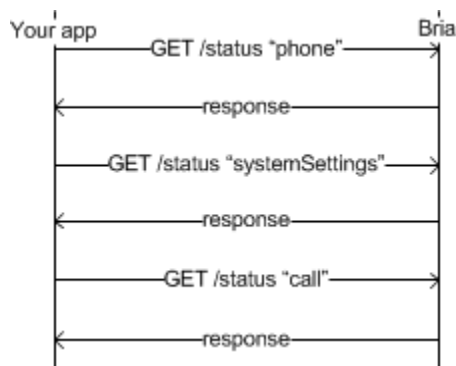 Your app
Bria
GET /status “phone”
response
GET /status “systemSettings”
response
GET /status “call”
response